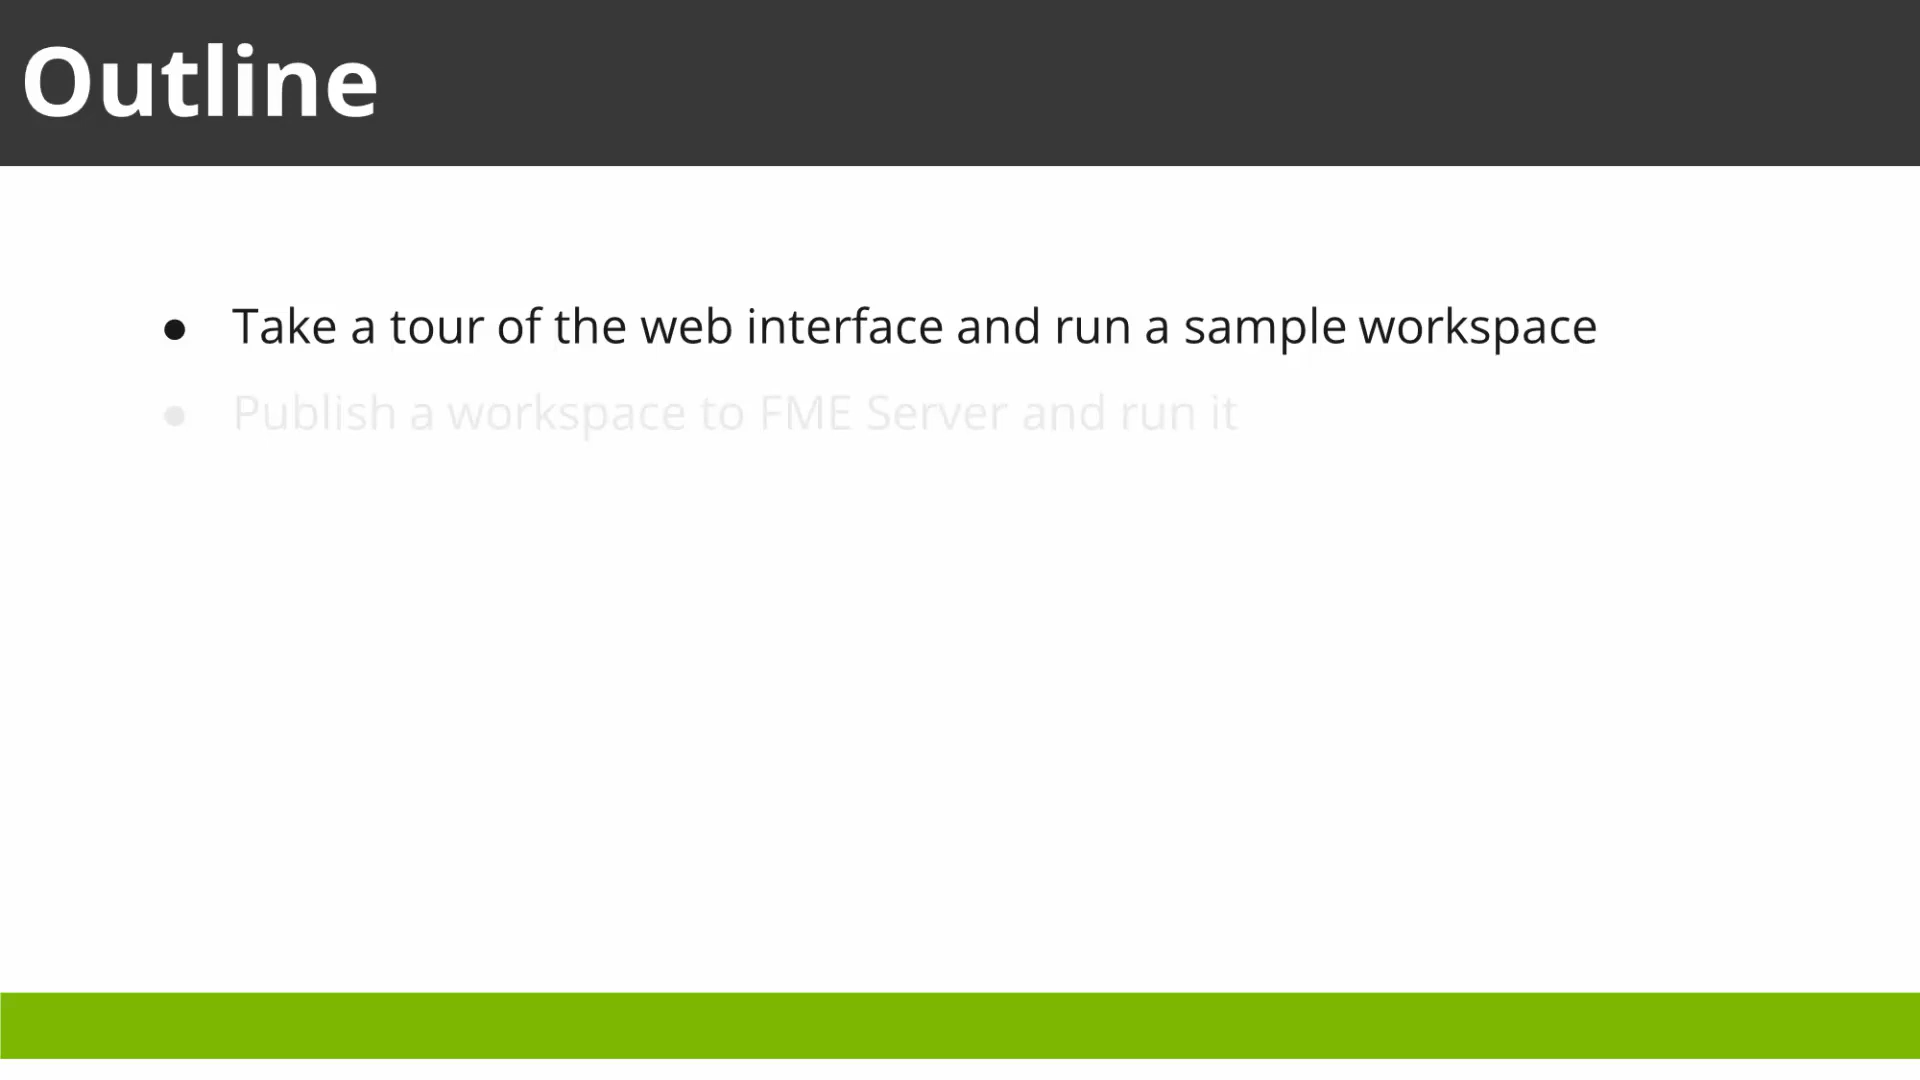 Outline
● Take a tour of the web interface and run a sample workspace
● Publish a workspace to FME Server and run it